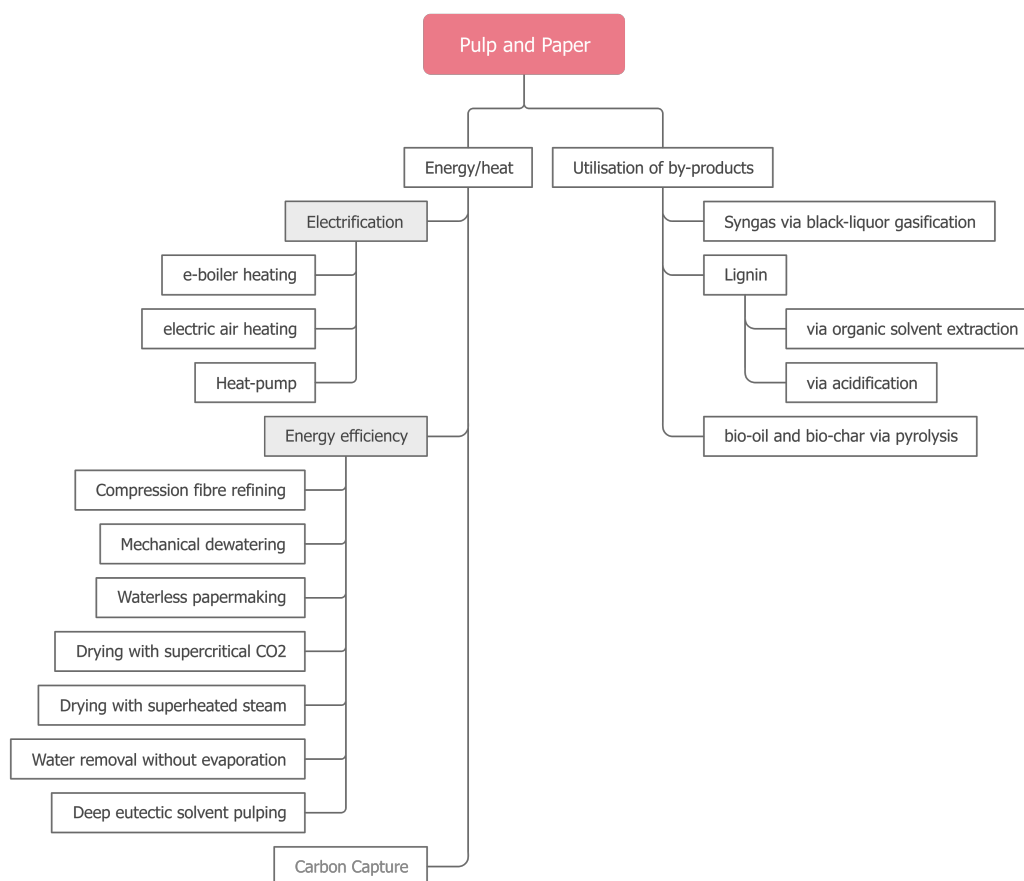 Pulp and Paper
Energy/heat
Utilisation of by-products
Electrification
Syngas via black-liquor gasification
e-boiler heating
Lignin
electric air heating
via organic solvent extraction
Heat-pump
via acidification
Energy efficiency
bio-oil and bio-char via pyrolysis
Compression fibre refining
Mechanical dewatering
Waterless papermaking
Drying with supercritical CO2
Drying with superheated steam
Water removal without evaporation
Deep eutectic solvent pulping
Carbon Capture